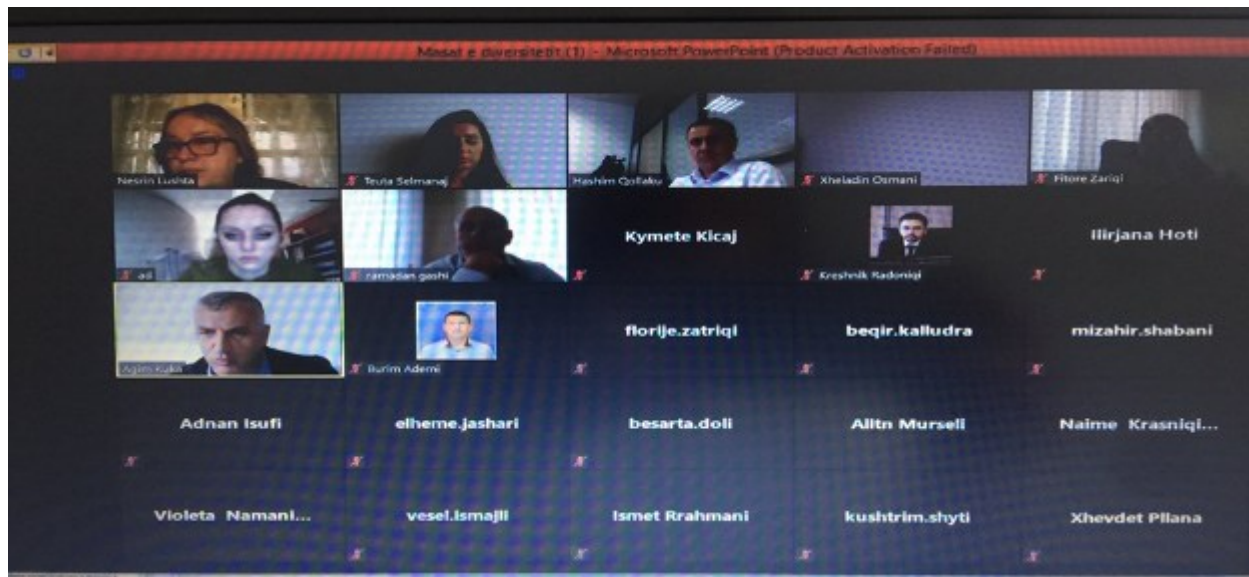 Masat e diversitetit (1) - Microsoft PowerPoint (Product Activation Failed)
Nesrin Lushta
Teuta Selmanaj
Hashim Qollaku
Xheladin Osmani
Fitore Zariqi
adi
ramadan gashi
Kymete Kicaj
Kreshnik Radoniqi
Ilirjana Hoti
Agim Kuka
Burim Ademi
florije.zatriqi
beqir.kalludra
mizahir.shabani
Adnan Isufi
elheme.jashari
besarta.doli
Alltn Murseli
Naime Krasniqi...
Violeta Namani...
vesel.ismajli
Ismet Rrahmani
kushtrim.shyti
Xhevdet Pllana